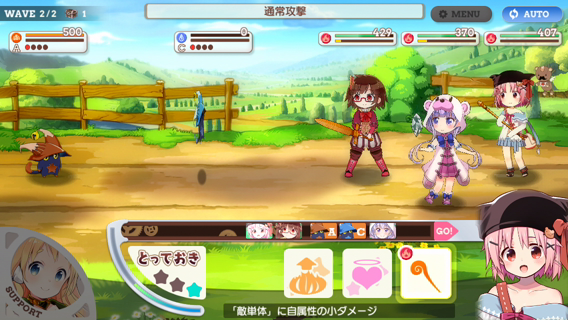 WAVE 2/2 1
通常攻撃
MENU
AUTO
500
A
0
C
429
370
407
A C GO!
とっておき
「敵単体」に自属性の小ダメージ
SUPPORT